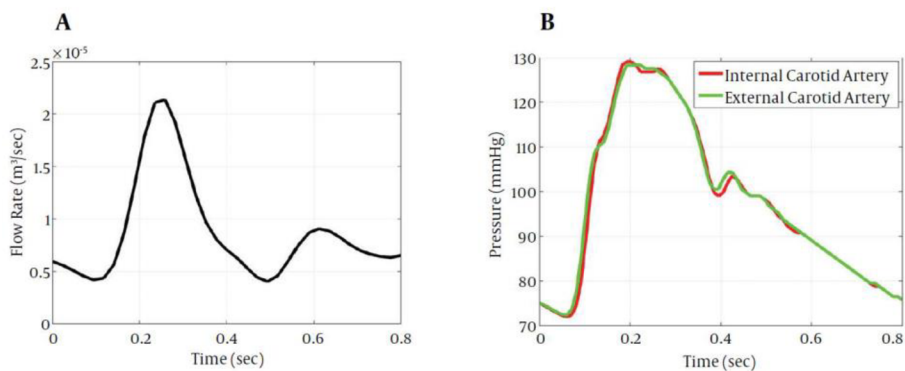 A
×10⁻⁵
2.5
2
1.5
1
0.5
0
0 0.2 0.4 0.6 0.8
Flow Rate (m³/sec)
Time (sec)
B
130
120
110
100
90
80
70
0 0.2 0.4 0.6 0.8
Pressure (mmHg)
Time (sec)
Internal Carotid Artery
External Carotid Artery